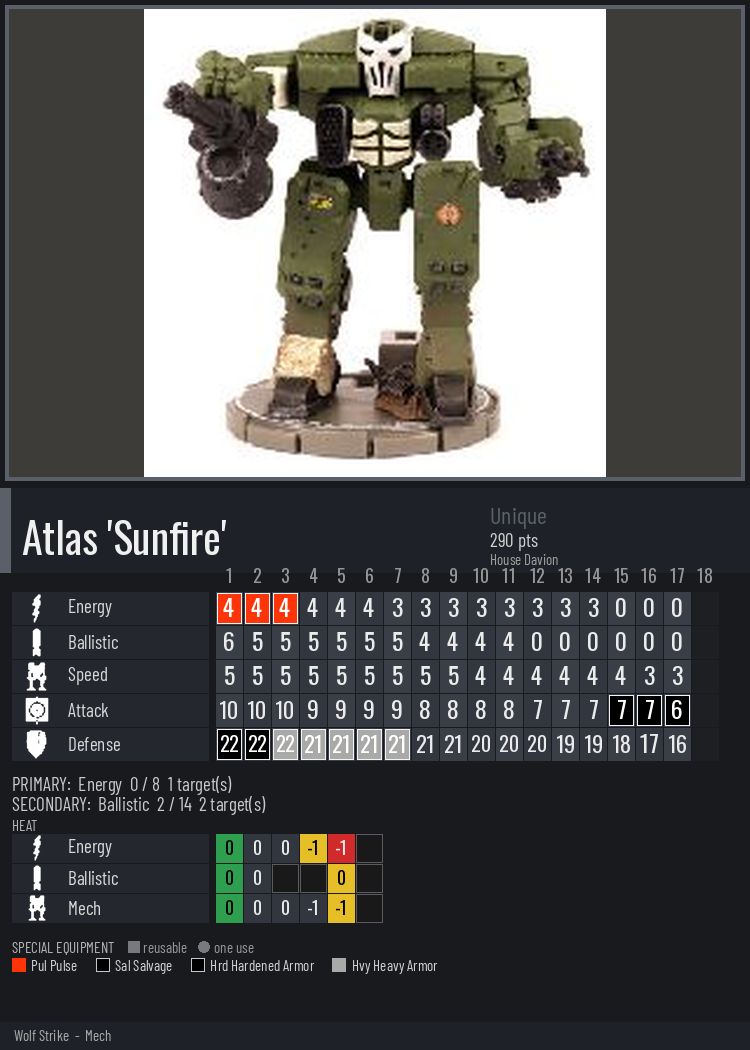 Atlas 'Sunfire'
Unique
290 pts
House Davion
1 2 3 4 5 6 7 8 9 10 11 12 13 14 15 16 17 18
Energy 4 4 4 4 4 4 3 3 3 3 3 3 3 3 0 0 0
Ballistic 6 5 5 5 5 5 5 4 4 4 4 0 0 0 0 0 0
Speed 5 5 5 5 5 5 5 5 5 4 4 4 4 4 4 3 3
Attack 10 10 10 9 9 9 9 8 8 8 8 7 7 7 7 7 6
Defense 22 22 22 21 21 21 21 21 21 20 20 20 19 19 18 17 16
PRIMARY: Energy 0 / 8 1 target(s)
SECONDARY: Ballistic 2 / 14 2 target(s)
HEAT
Energy 0 0 0 -1 -1
Ballistic 0 0 0
Mech 0 0 0 -1 -1
SPECIAL EQUIPMENT reusable one use
Pul Pulse Sal Salvage Hrd Hardened Armor Hvy Heavy Armor
Wolf Strike - Mech